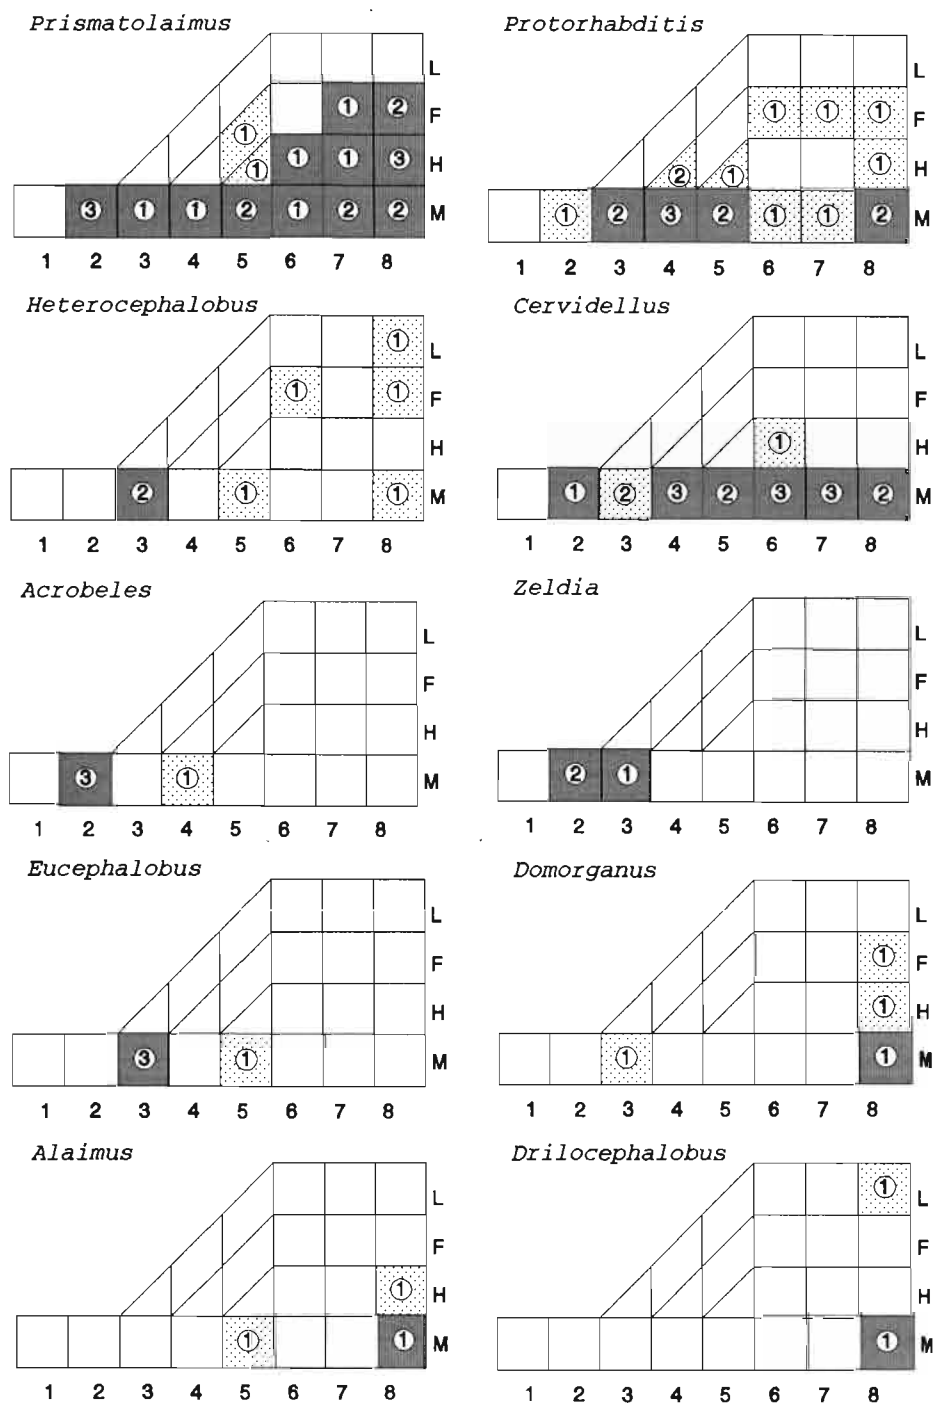 Prismatolaimus
L
1 2 F
1
1 1 1 3 H
3 1 1 2 1 2 2 M
1 2 3 4 5 6 7 8
Protorhabditis
L
1 1 1 F
2 1 1 H
1 2 3 2 1 1 2 M
1 2 3 4 5 6 7 8
Heterocephalobus
1 L
1 1 F
H
2 1 1 M
1 2 3 4 5 6 7 8
Cervidellus
L
F
1 H
1 2 3 2 3 3 2 M
1 2 3 4 5 6 7 8
Acrobeles
L
F
H
3 1 M
1 2 3 4 5 6 7 8
Zeldia
L
F
H
2 1 M
1 2 3 4 5 6 7 8
Eucephalobus
L
F
H
3 1 M
1 2 3 4 5 6 7 8
Domorganus
L
1 F
1 H
1 1 M
1 2 3 4 5 6 7 8
Alaimus
L
F
1 H
1 1 M
1 2 3 4 5 6 7 8
Drilocephalobus
1 L
F
H
1 M
1 2 3 4 5 6 7 8